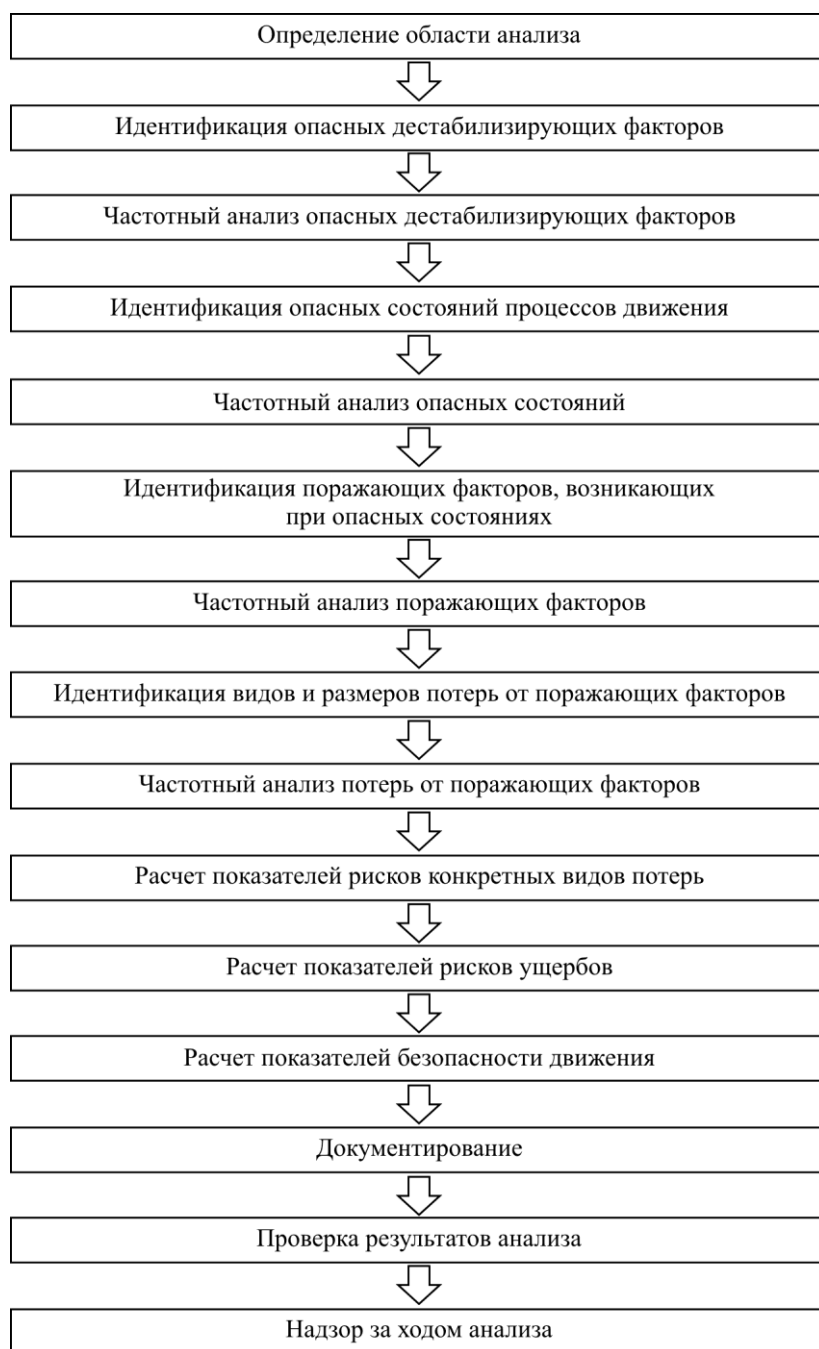 Определение области анализа
Идентификация опасных дестабилизирующих факторов
Частотный анализ опасных дестабилизирующих факторов
Идентификация опасных состояний процессов движения
Частотный анализ опасных состояний
Идентификация поражающих факторов, возникающих
при опасных состояниях
Частотный анализ поражающих факторов
Идентификация видов и размеров потерь от поражающих факторов
Частотный анализ потерь от поражающих факторов
Расчет показателей рисков конкретных видов потерь
Расчет показателей рисков ущербов
Расчет показателей безопасности движения
Документирование
Проверка результатов анализа
Надзор за ходом анализа